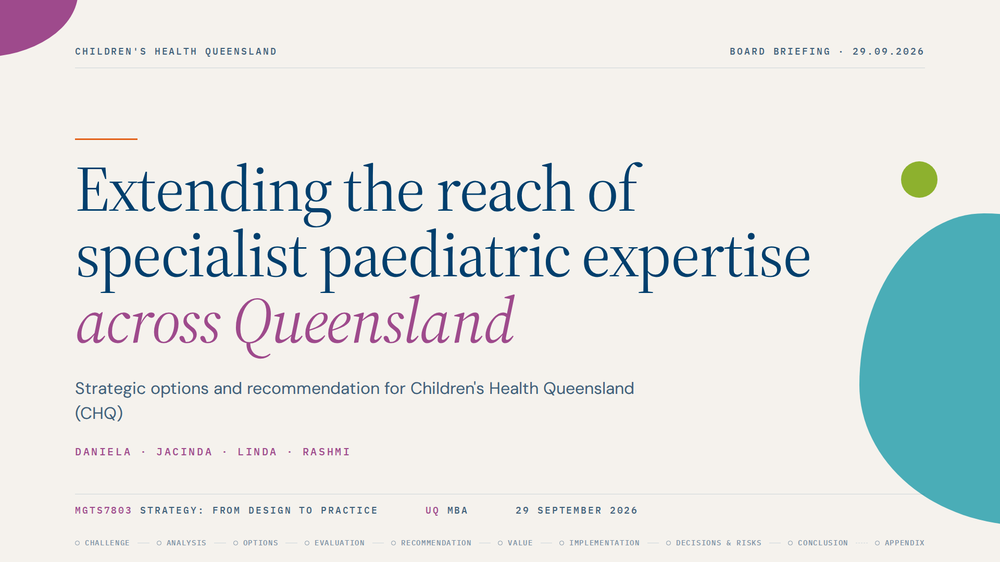 CHILDREN'S HEALTH QUEENSLAND
BOARD BRIEFING · 29.09.2026
Extending the reach of
specialist paediatric expertise
across Queensland
Strategic options and recommendation for Children's Health Queensland
(CHQ)
DANIELA · JACINDA · LINDA · RASHMI
MGTS7803 STRATEGY: FROM DESIGN TO PRACTICE UQ MBA 29 SEPTEMBER 2026
CHALLENGE ANALYSIS OPTIONS EVALUATION RECOMMENDATION VALUE IMPLEMENTATION DECISIONS & RISKS CONCLUSION APPENDIX